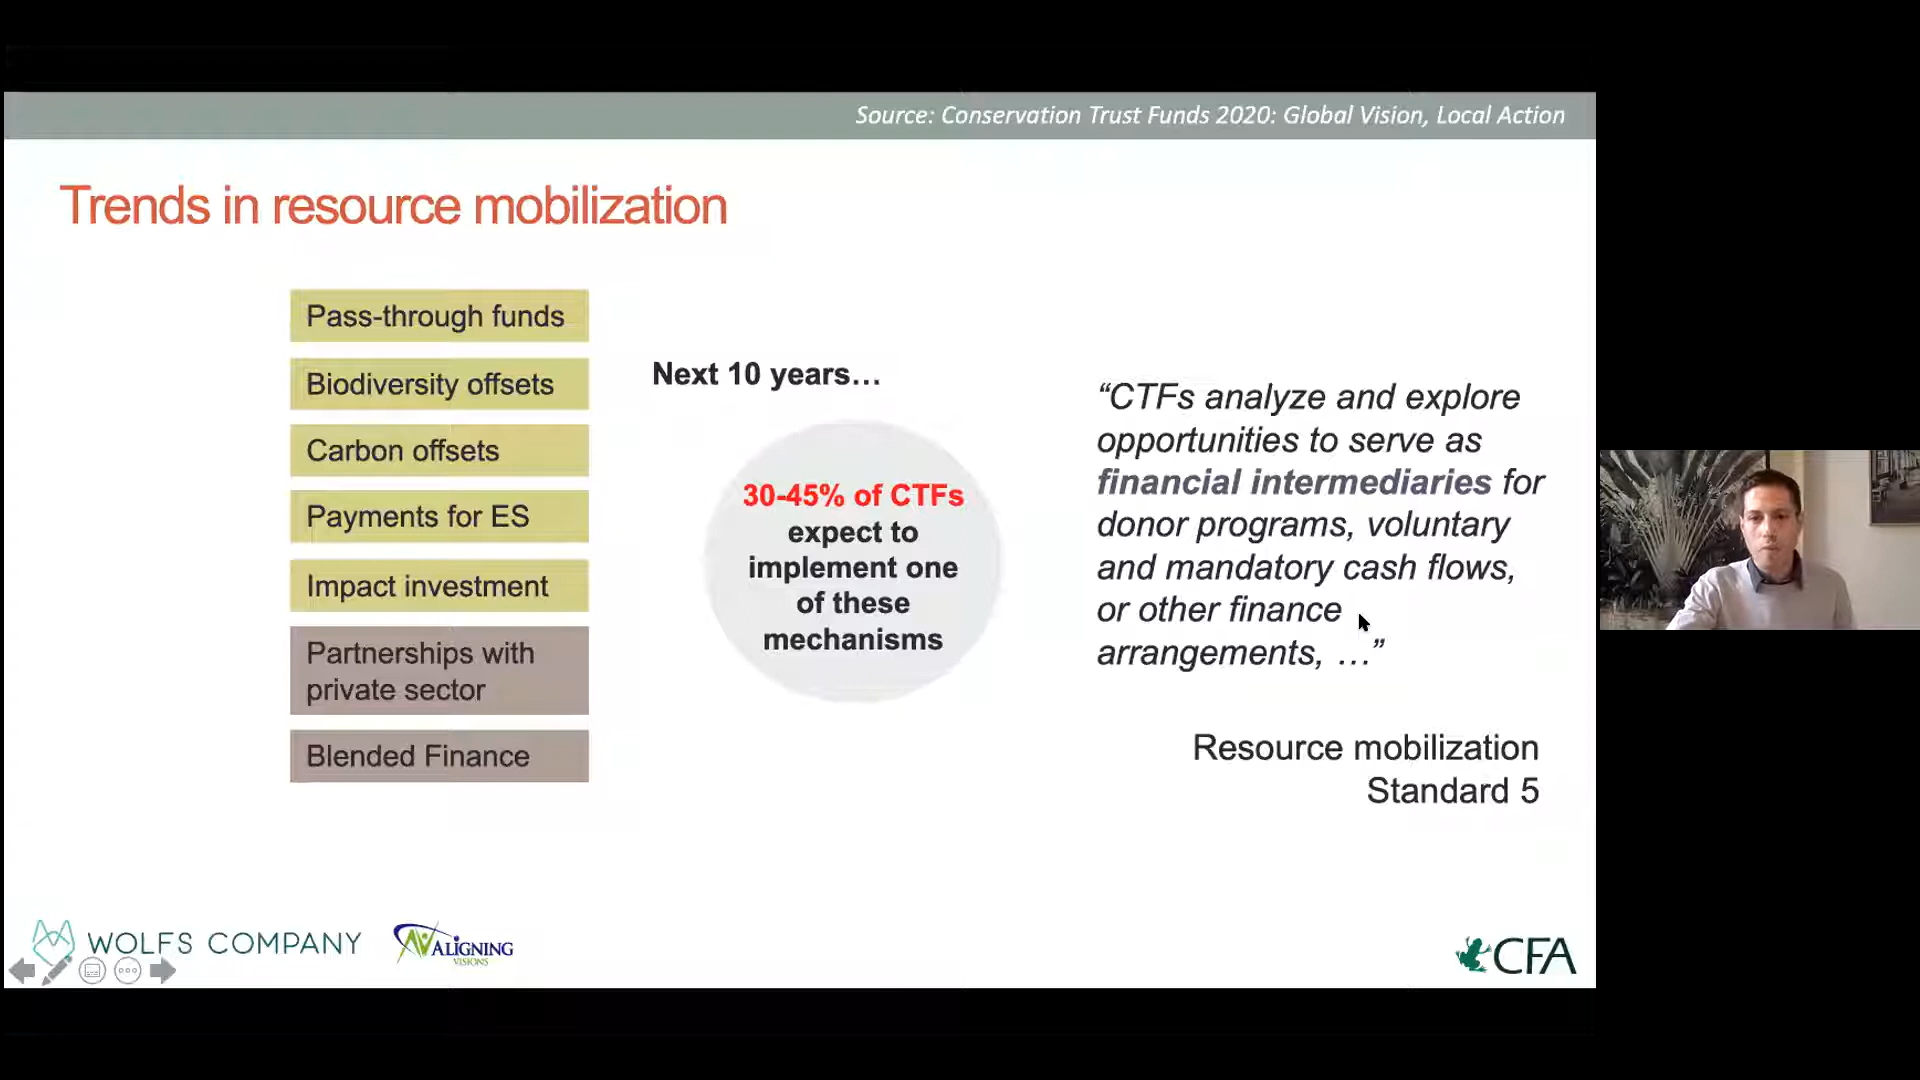 Source: Conservation Trust Funds 2020: Global Vision, Local Action
Trends in resource mobilization
Pass-through funds
Biodiversity offsets
Carbon offsets
Payments for ES
Impact investment
Partnerships with
private sector
Blended Finance
Next 10 years…
30-45% of CTFs
expect to
implement one
of these
mechanisms
“CTFs analyze and explore
opportunities to serve as
financial intermediaries for
donor programs, voluntary
and mandatory cash flows,
or other finance
arrangements, …”
Resource mobilization
Standard 5
WOLFS COMPANY
ALIGNING
VISIONS
CFA